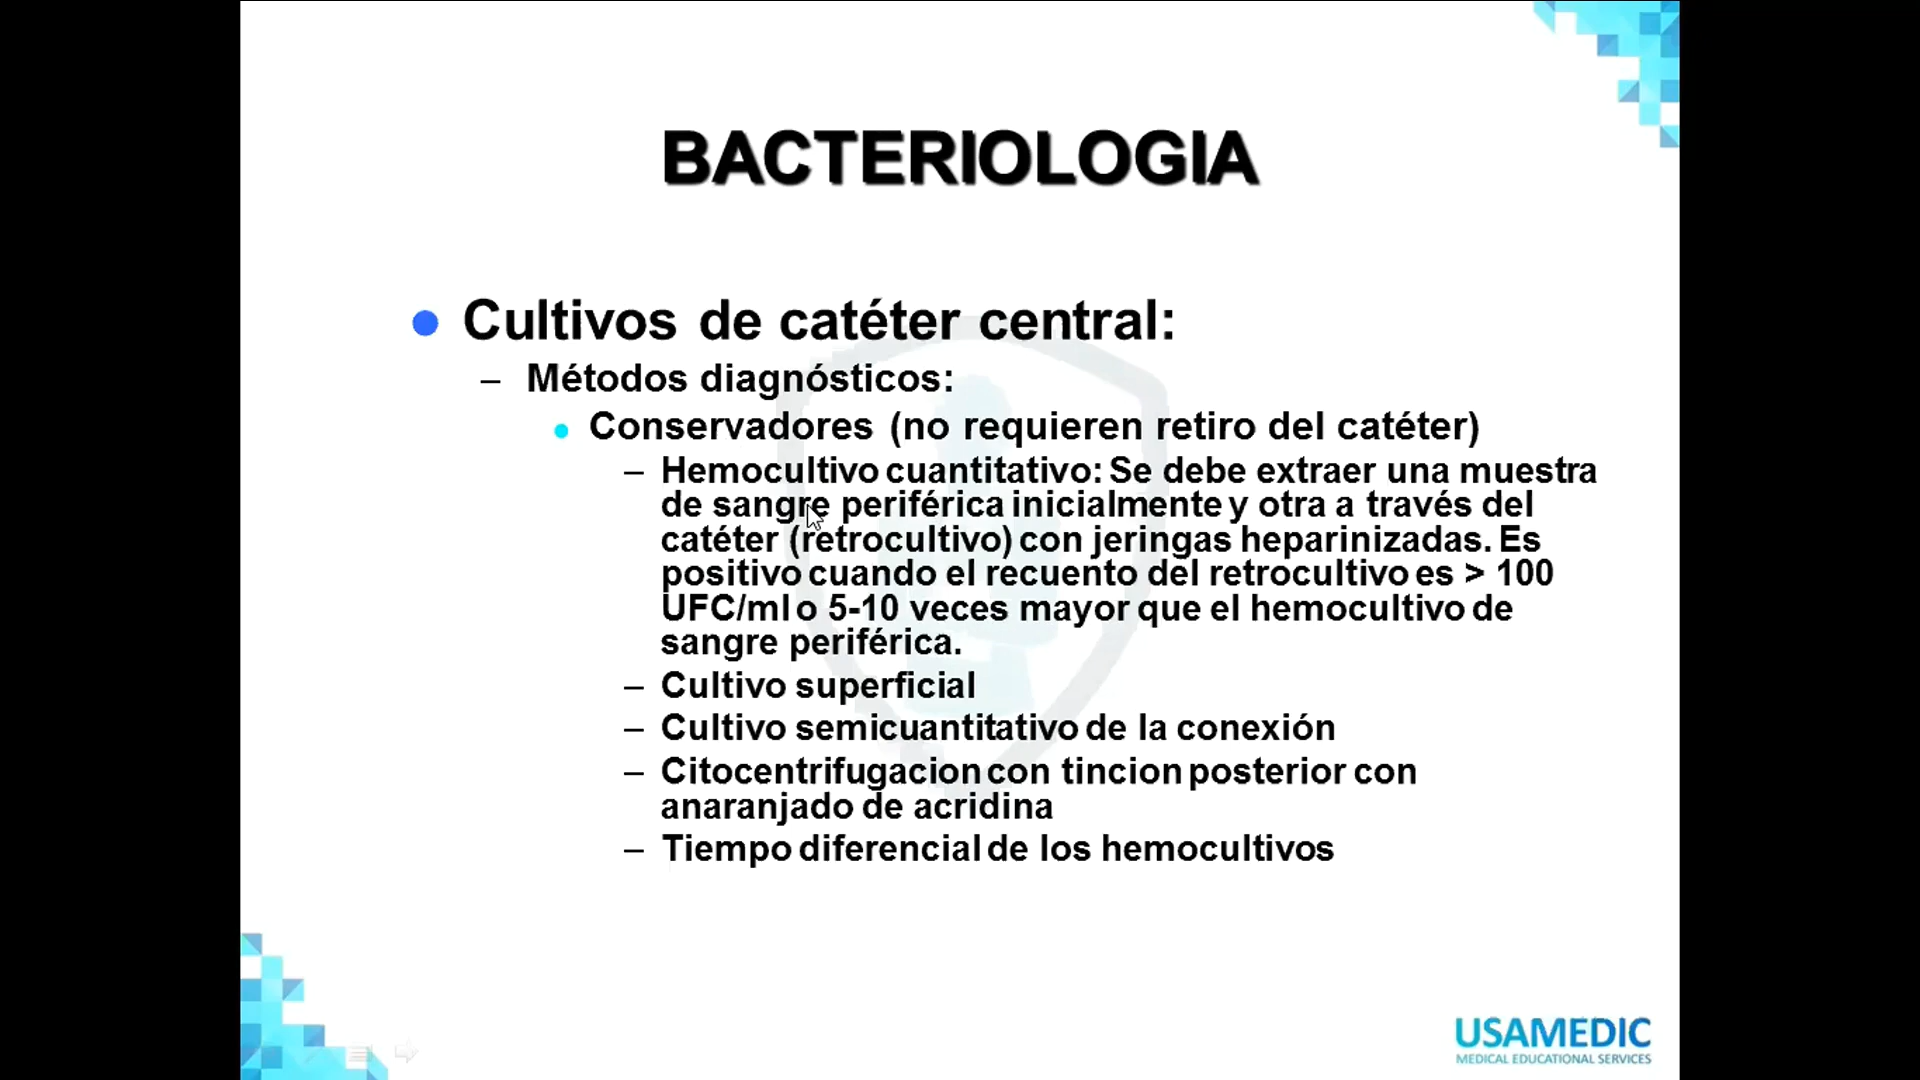 BACTERIOLOGIA
● Cultivos de catéter central:
– Métodos diagnósticos:
● Conservadores (no requieren retiro del catéter)
– Hemocultivo cuantitativo: Se debe extraer una muestra
de sangre periférica inicialmente y otra a través del
catéter (retrocultivo) con jeringas heparinizadas. Es
positivo cuando el recuento del retrocultivo es > 100
UFC/ml o 5-10 veces mayor que el hemocultivo de
sangre periférica.
– Cultivo superficial
– Cultivo semicuantitativo de la conexión
– Citocentrifugacion con tincion posterior con
anaranjado de acridina
– Tiempo diferencial de los hemocultivos
USAMEDIC
MEDICAL EDUCATIONAL SERVICES